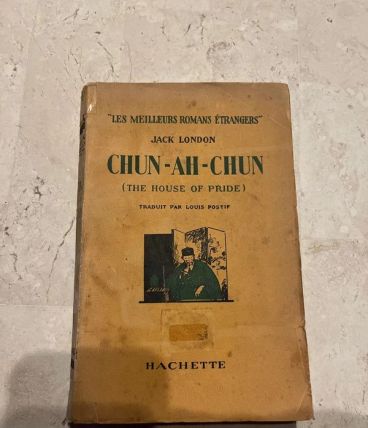 "LES MEILLEURS ROMANS ÉTRANGERS"
JACK LONDON
CHUN-AH-CHUN
(THE HOUSE OF PRIDE)
TRADUIT PAR LOUIS POSTIF
HACHETTE